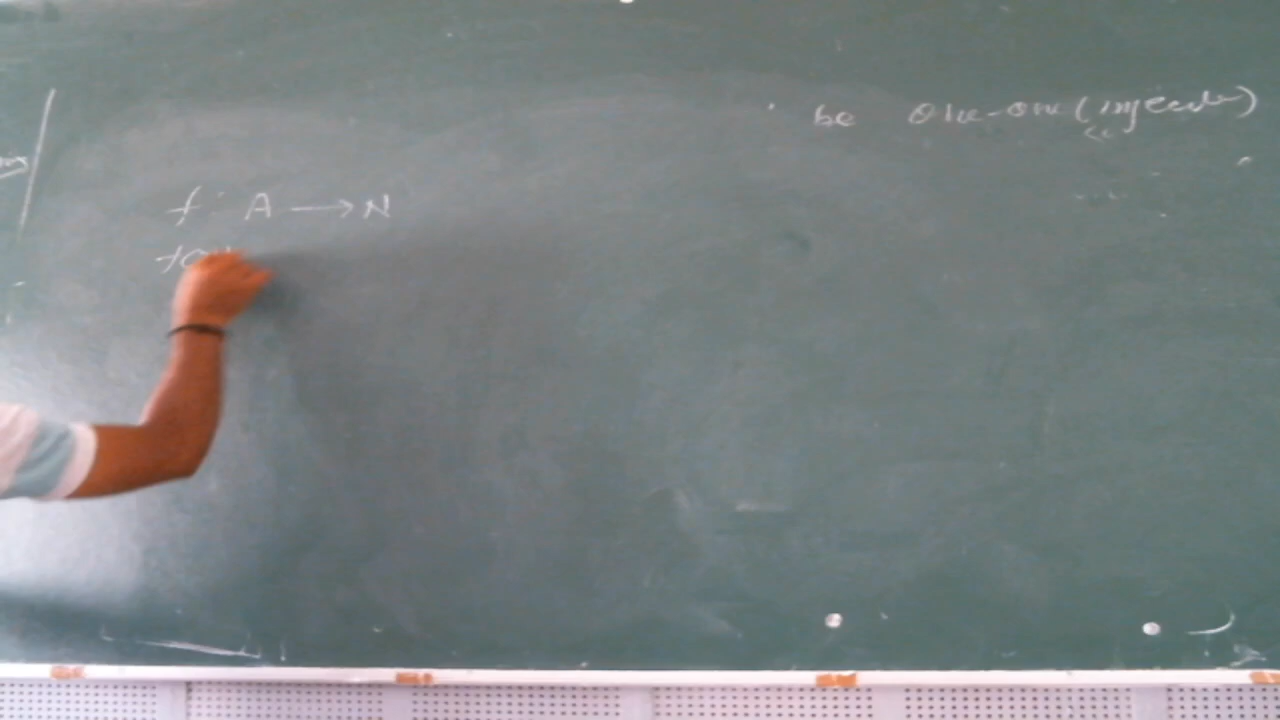 be one-one (injective)
f : A → N